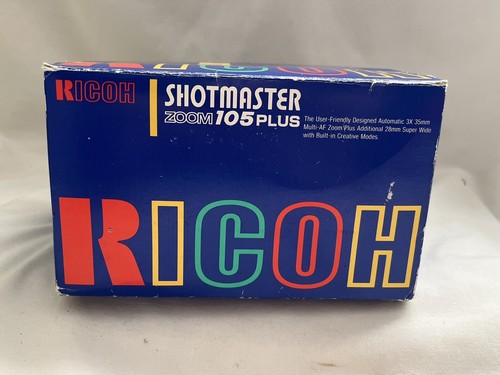 RICOH
SHOTMASTER
ZOOM 105 PLUS
The User-Friendly Designed Automatic 3X 35mm
Multi-AF Zoom Plus Additional 28mm Super Wide
with Built-in Creative Modes.
RICOH